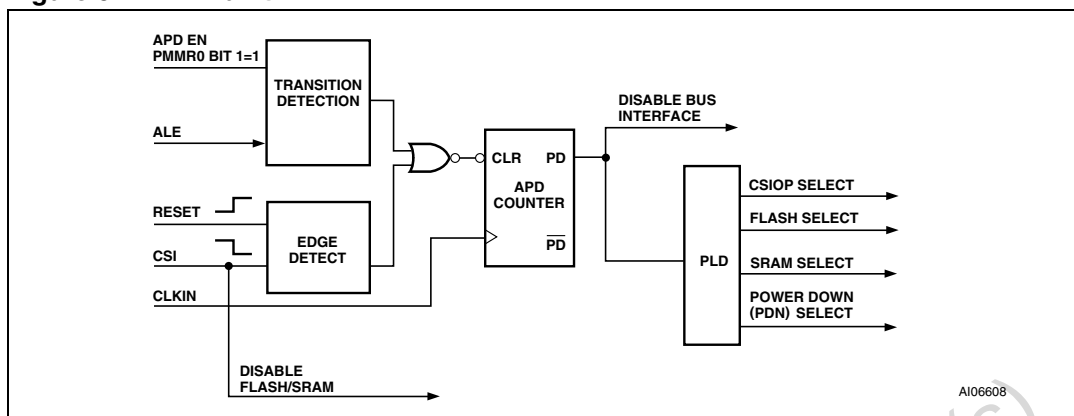 APD EN
PMMR0 BIT 1=1
TRANSITION
DETECTION
DISABLE BUS
INTERFACE
ALE
CLR
PD
APD
COUNTER
PD
CSIOP SELECT
RESET
FLASH SELECT
EDGE
DETECT
CSI
PLD
SRAM SELECT
CLKIN
POWER DOWN
(PDN) SELECT
DISABLE
FLASH/SRAM
AI06608